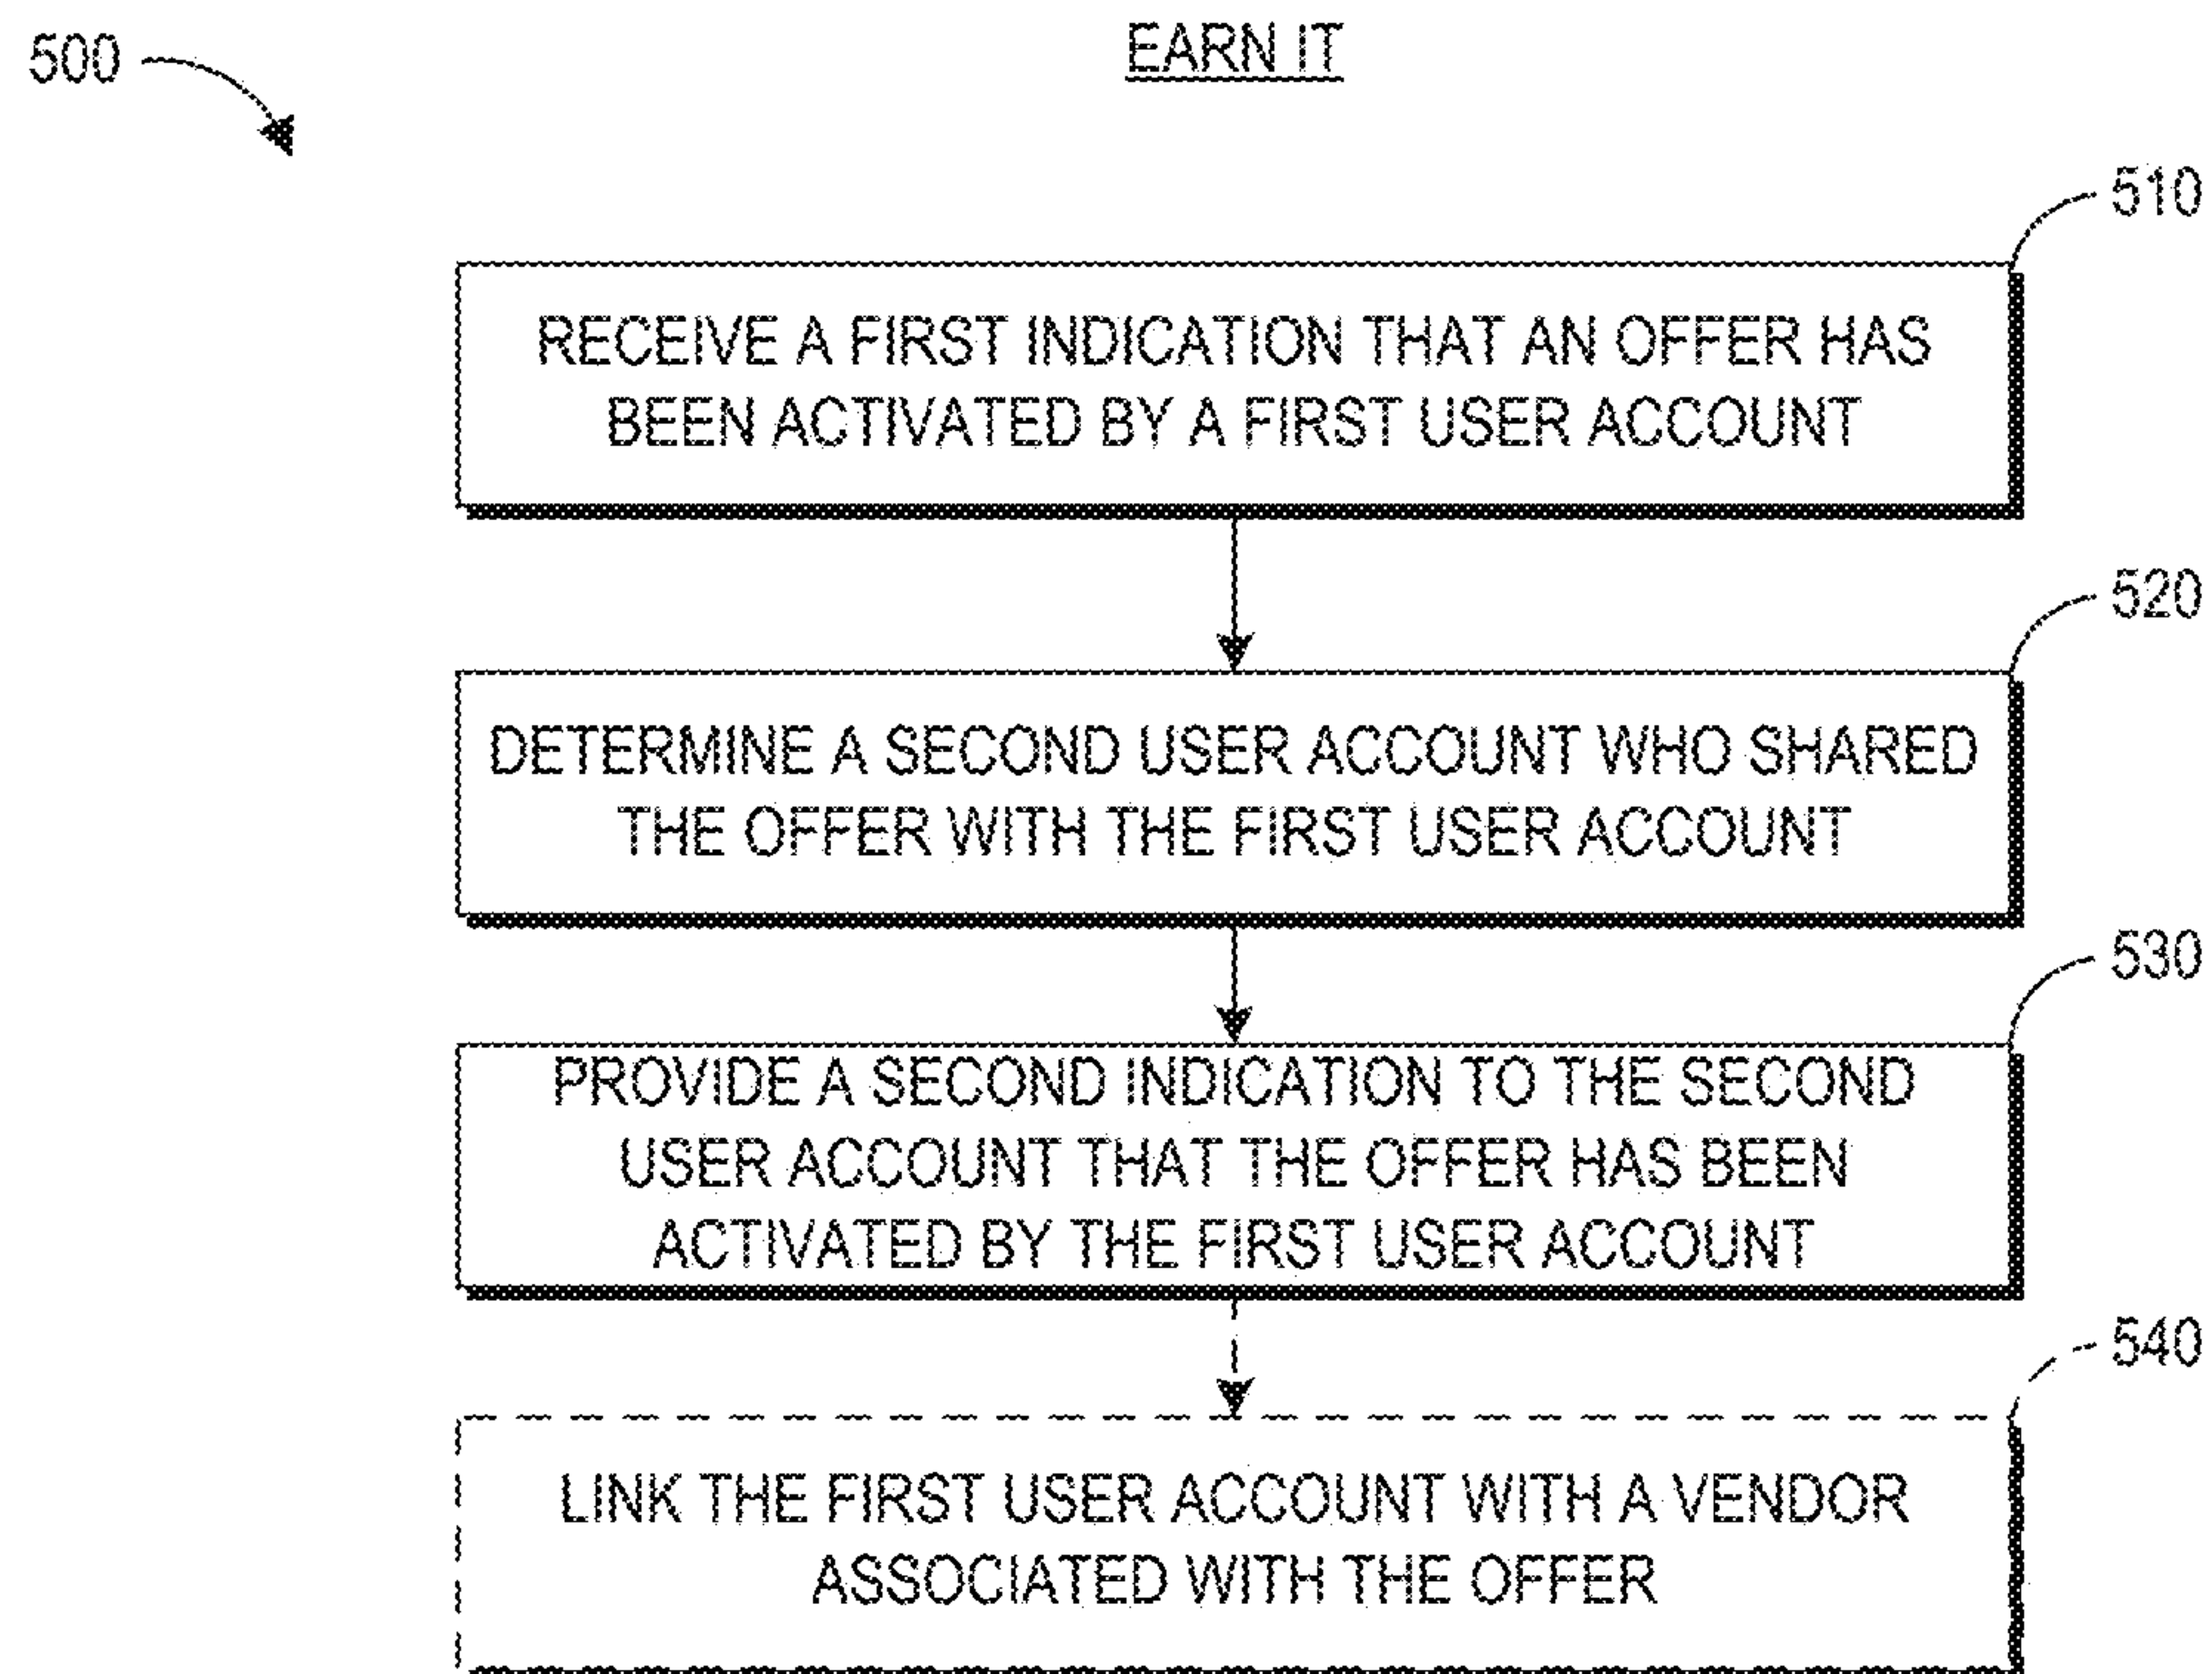 EARN IT
500
510
RECEIVE A FIRST INDICATION THAT AN OFFER HAS
BEEN ACTIVATED BY A FIRST USER ACCOUNT
520
DETERMINE A SECOND USER ACCOUNT WHO SHARED
THE OFFER WITH THE FIRST USER ACCOUNT
530
PROVIDE A SECOND INDICATION TO THE SECOND
USER ACCOUNT THAT THE OFFER HAS BEEN
ACTIVATED BY THE FIRST USER ACCOUNT
540
LINK THE FIRST USER ACCOUNT WITH A VENDOR
ASSOCIATED WITH THE OFFER